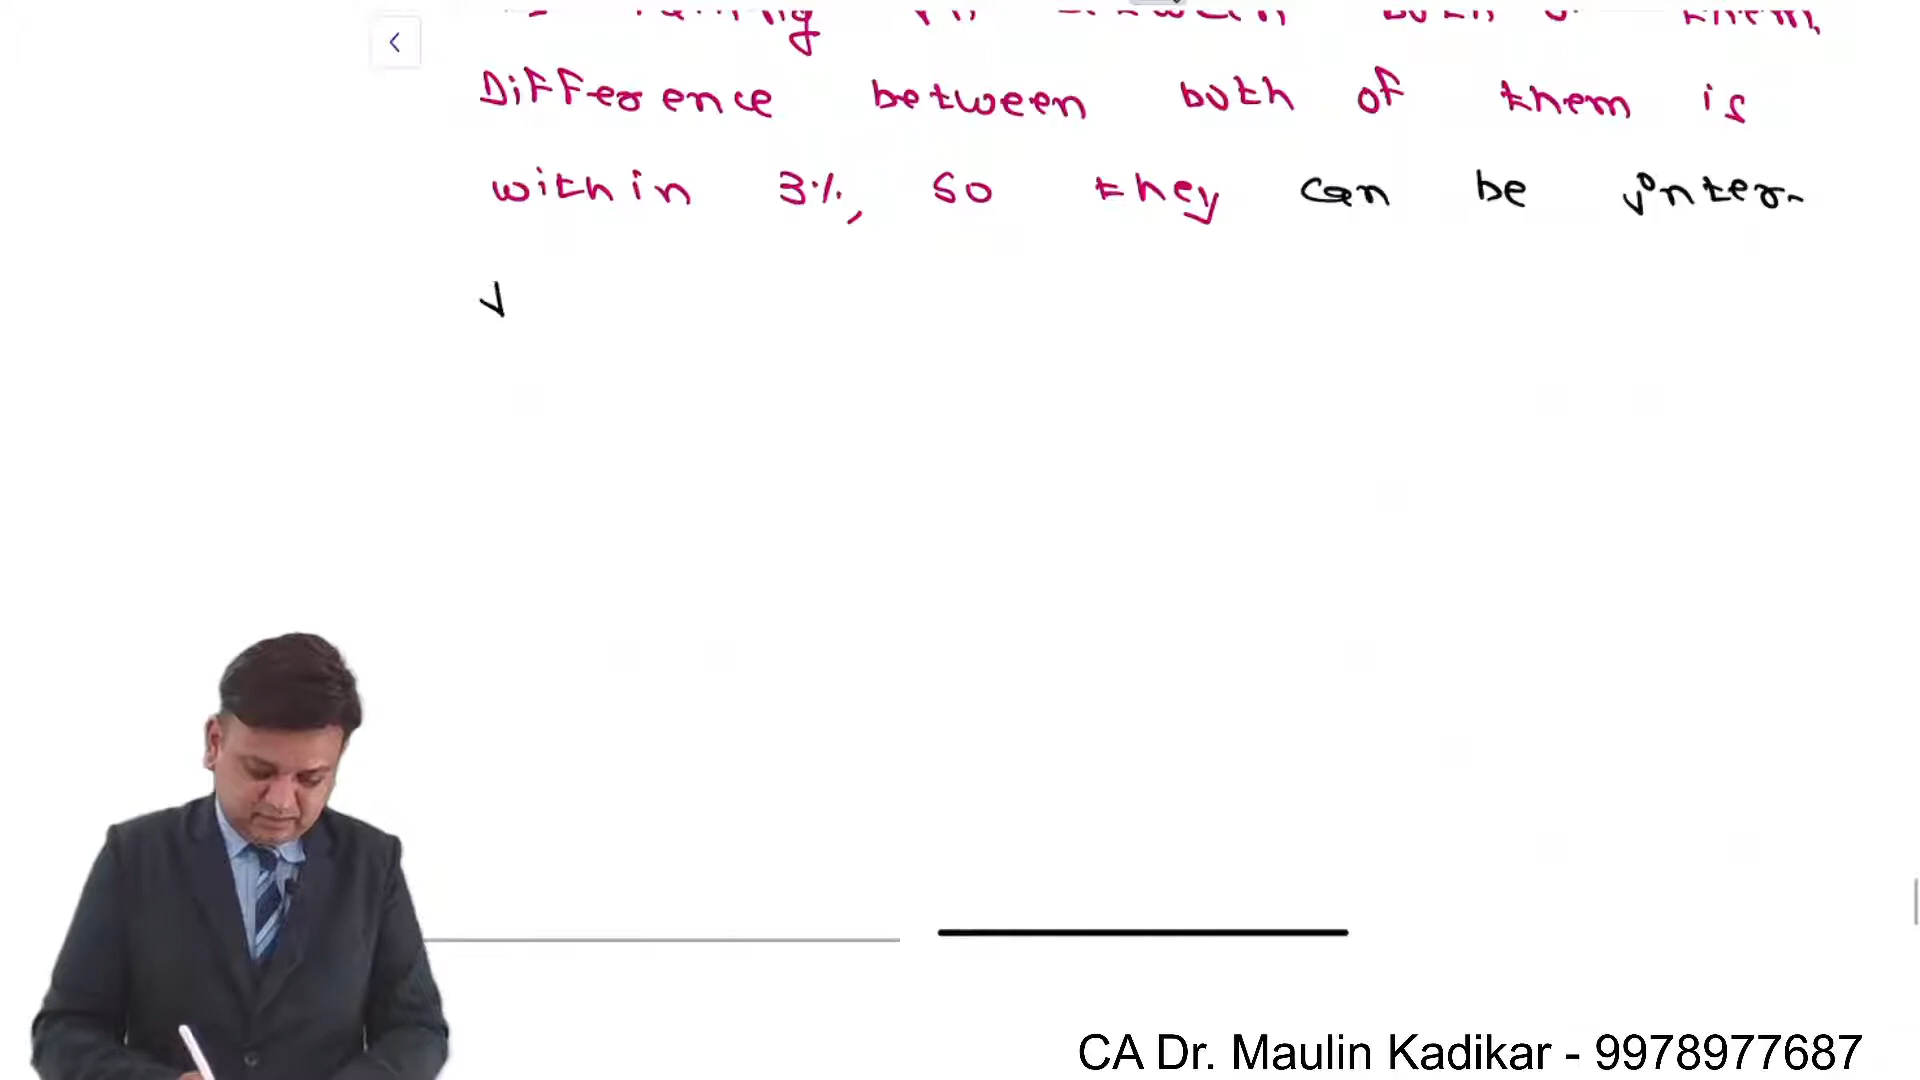 Difference between both of them is
within 3%, so they can be inter-
CA Dr. Maulin Kadikar - 9978977687